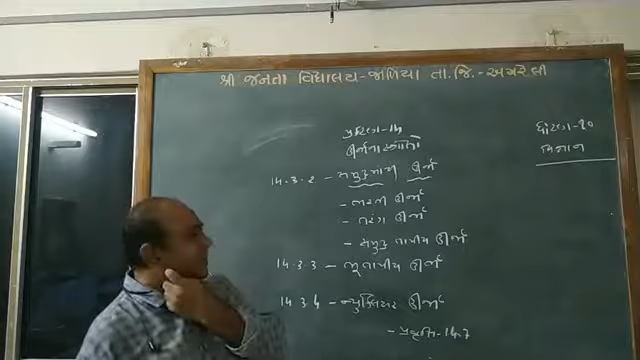 શ્રી જનતા વિદ્યાલય-જાળિયા તા.જિ.-અમરેલી
ધોરણ-૧૦
વિજ્ઞાન
પ્રકરણ-14
ઊર્જાના સ્ત્રોતો
14.3.2 - સમુદ્રમાંથી ઊર્જા
- ભરતી ઊર્જા
- તરંગ ઊર્જા
- સમુદ્ર તાપીય ઊર્જા
14.3.3 - ભૂતાપીય ઊર્જા
14.3.4 - ન્યુક્લિયર ઊર્જા
- પ્રવૃત્તિ-14.7